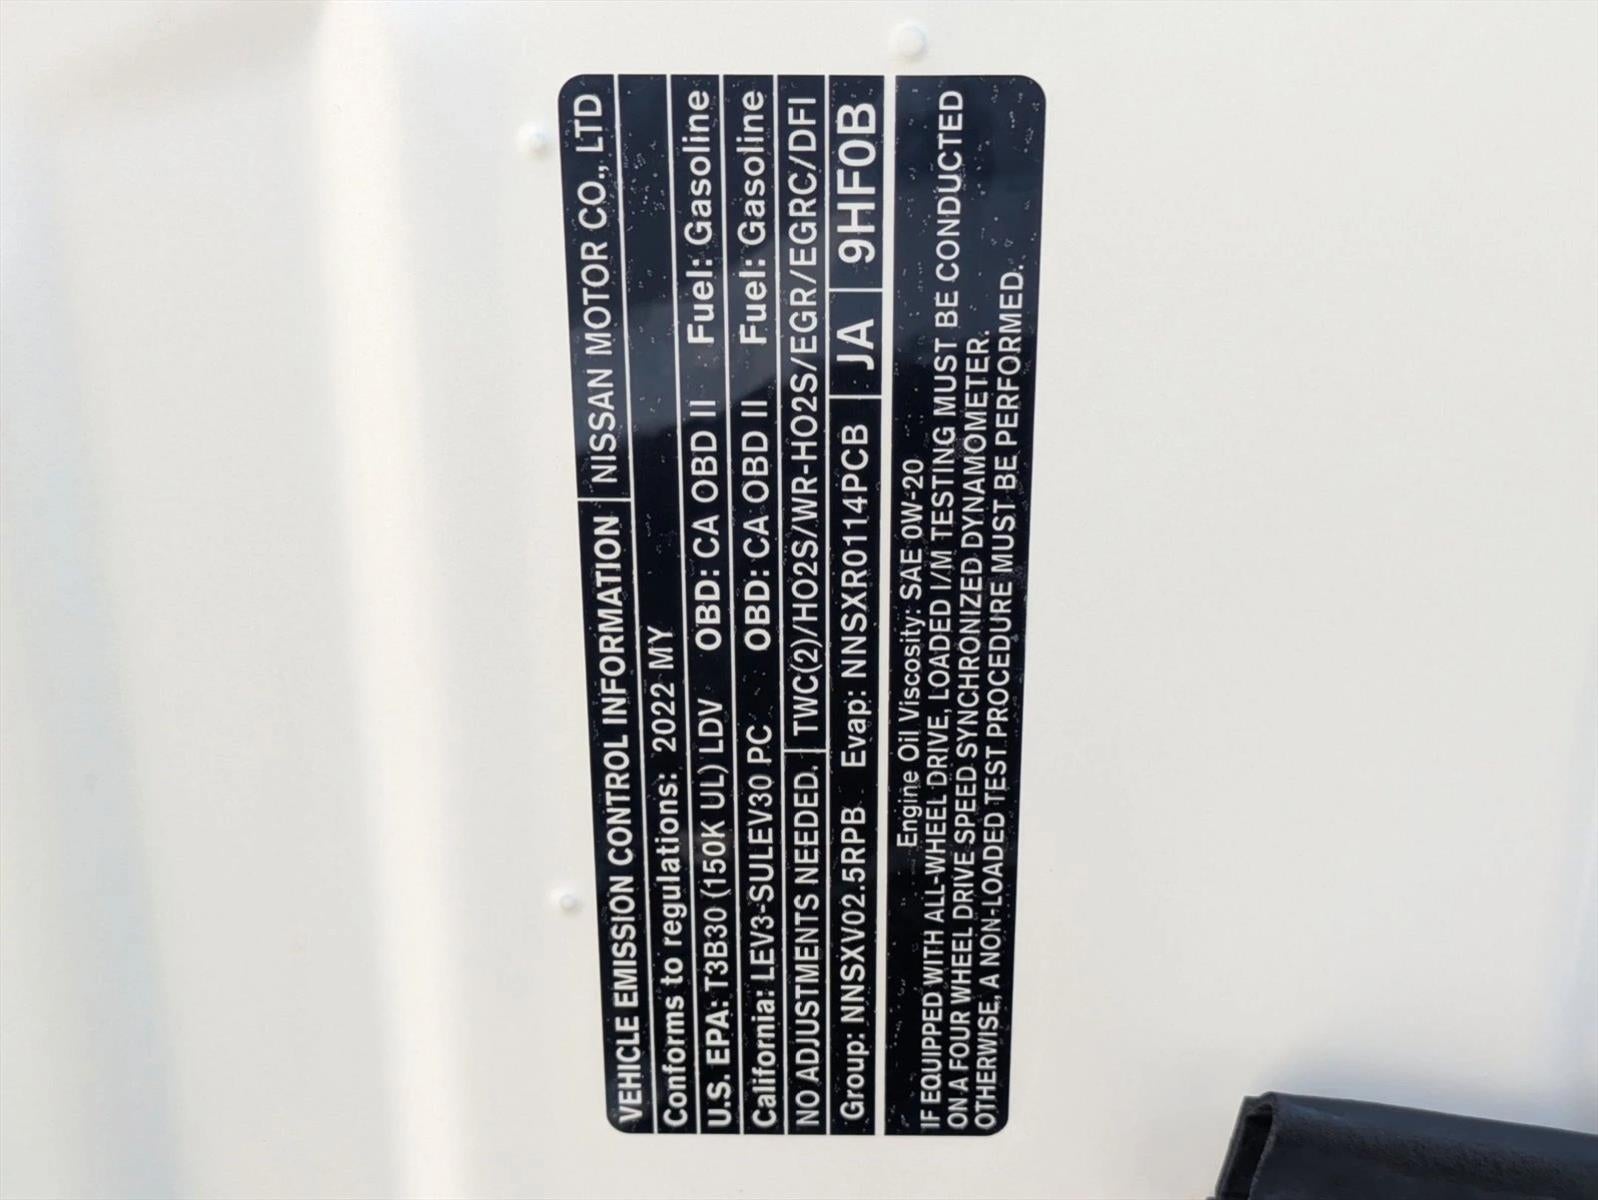 VEHICLE EMISSION CONTROL INFORMATION NISSAN MOTOR CO., LTD
Conforms to regulations: 2022 MY
U.S. EPA: T3B30 (150K UL) LDV OBD: CA OBD II Fuel: Gasoline
California: LEV3-SULEV30 PC OBD: CA OBD II Fuel: Gasoline
NO ADJUSTMENTS NEEDED. TWC(2)/HO2S/WR-HO2S/EGR/EGRC/DFI
Group: NNSXV02.5RPB Evap: NNSXR0114PCB JA 9HF0B
Engine Oil Viscosity: SAE 0W-20
IF EQUIPPED WITH ALL-WHEEL DRIVE, LOADED I/M TESTING MUST BE CONDUCTED
ON A FOUR WHEEL DRIVE SPEED SYNCHRONIZED DYNAMOMETER.
OTHERWISE, A NON-LOADED TEST PROCEDURE MUST BE PERFORMED.